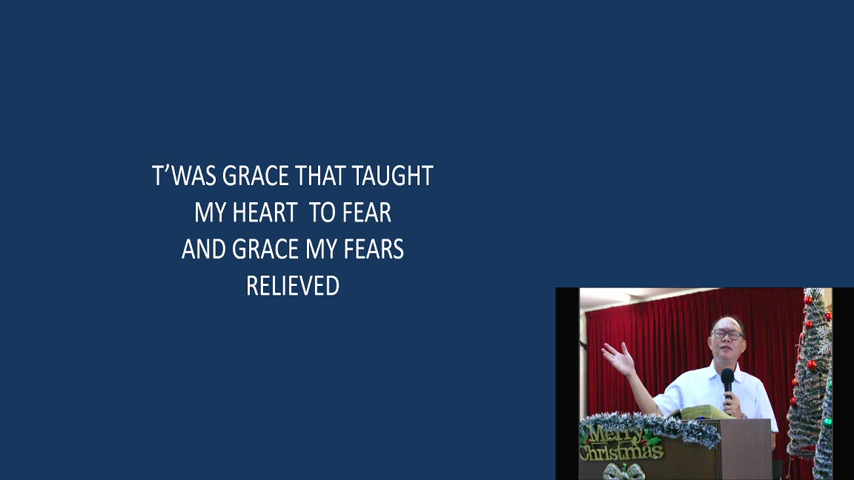 T’WAS GRACE THAT TAUGHT
MY HEART  TO FEAR
AND GRACE MY FEARS
RELIEVED
Merry
Christmas